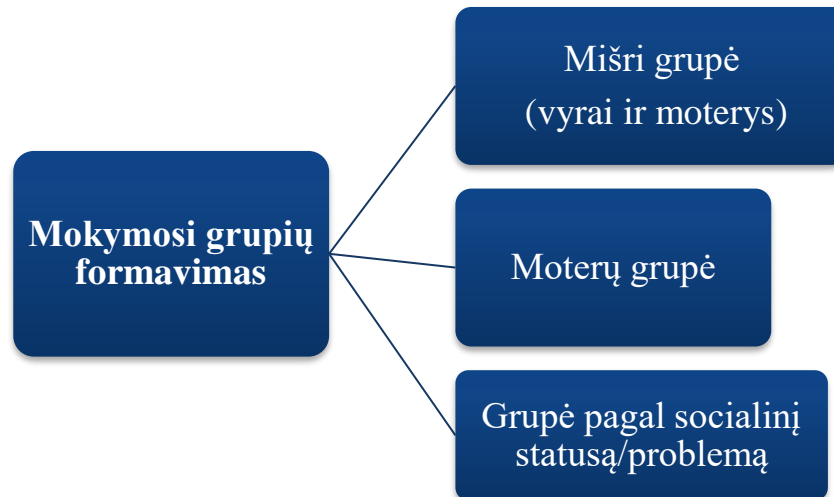 Mišri grupė
(vyrai ir moterys)
Mokymosi grupių
formavimas
Moterų grupė
Grupė pagal socialinį
statusą/problemą